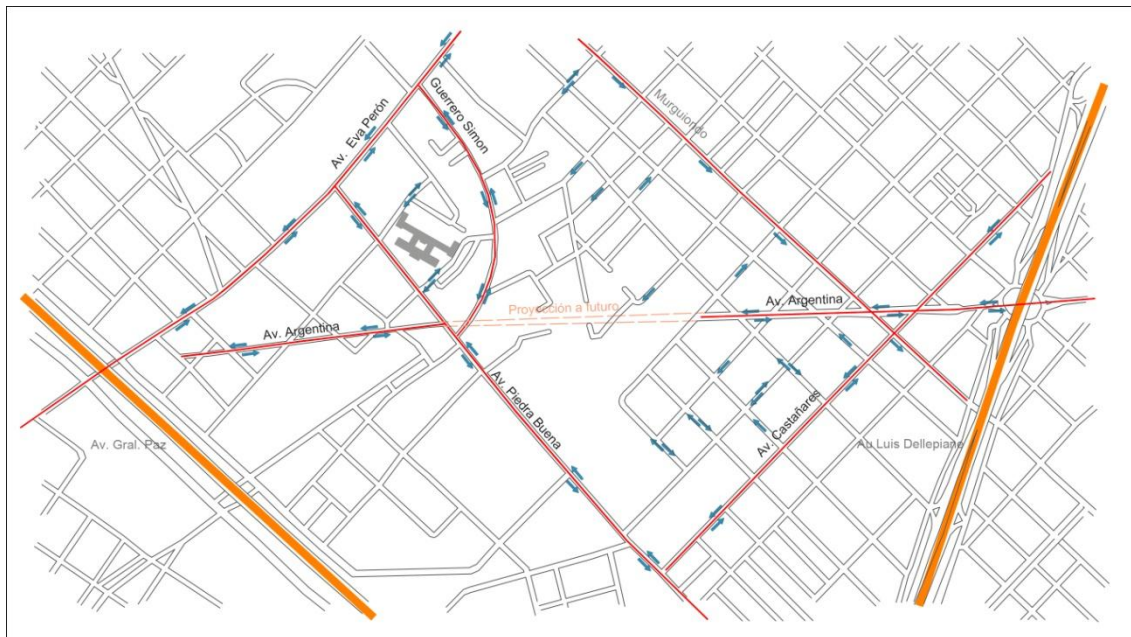 Guerrero Simon
Av. Eva Perón
Murguiondo
Av. Argentina
Proyección a futuro
Av. Argentina
Av. Piedra Buena
Av. Castañares
Av. Gral. Paz
Au Luis Dellepiane